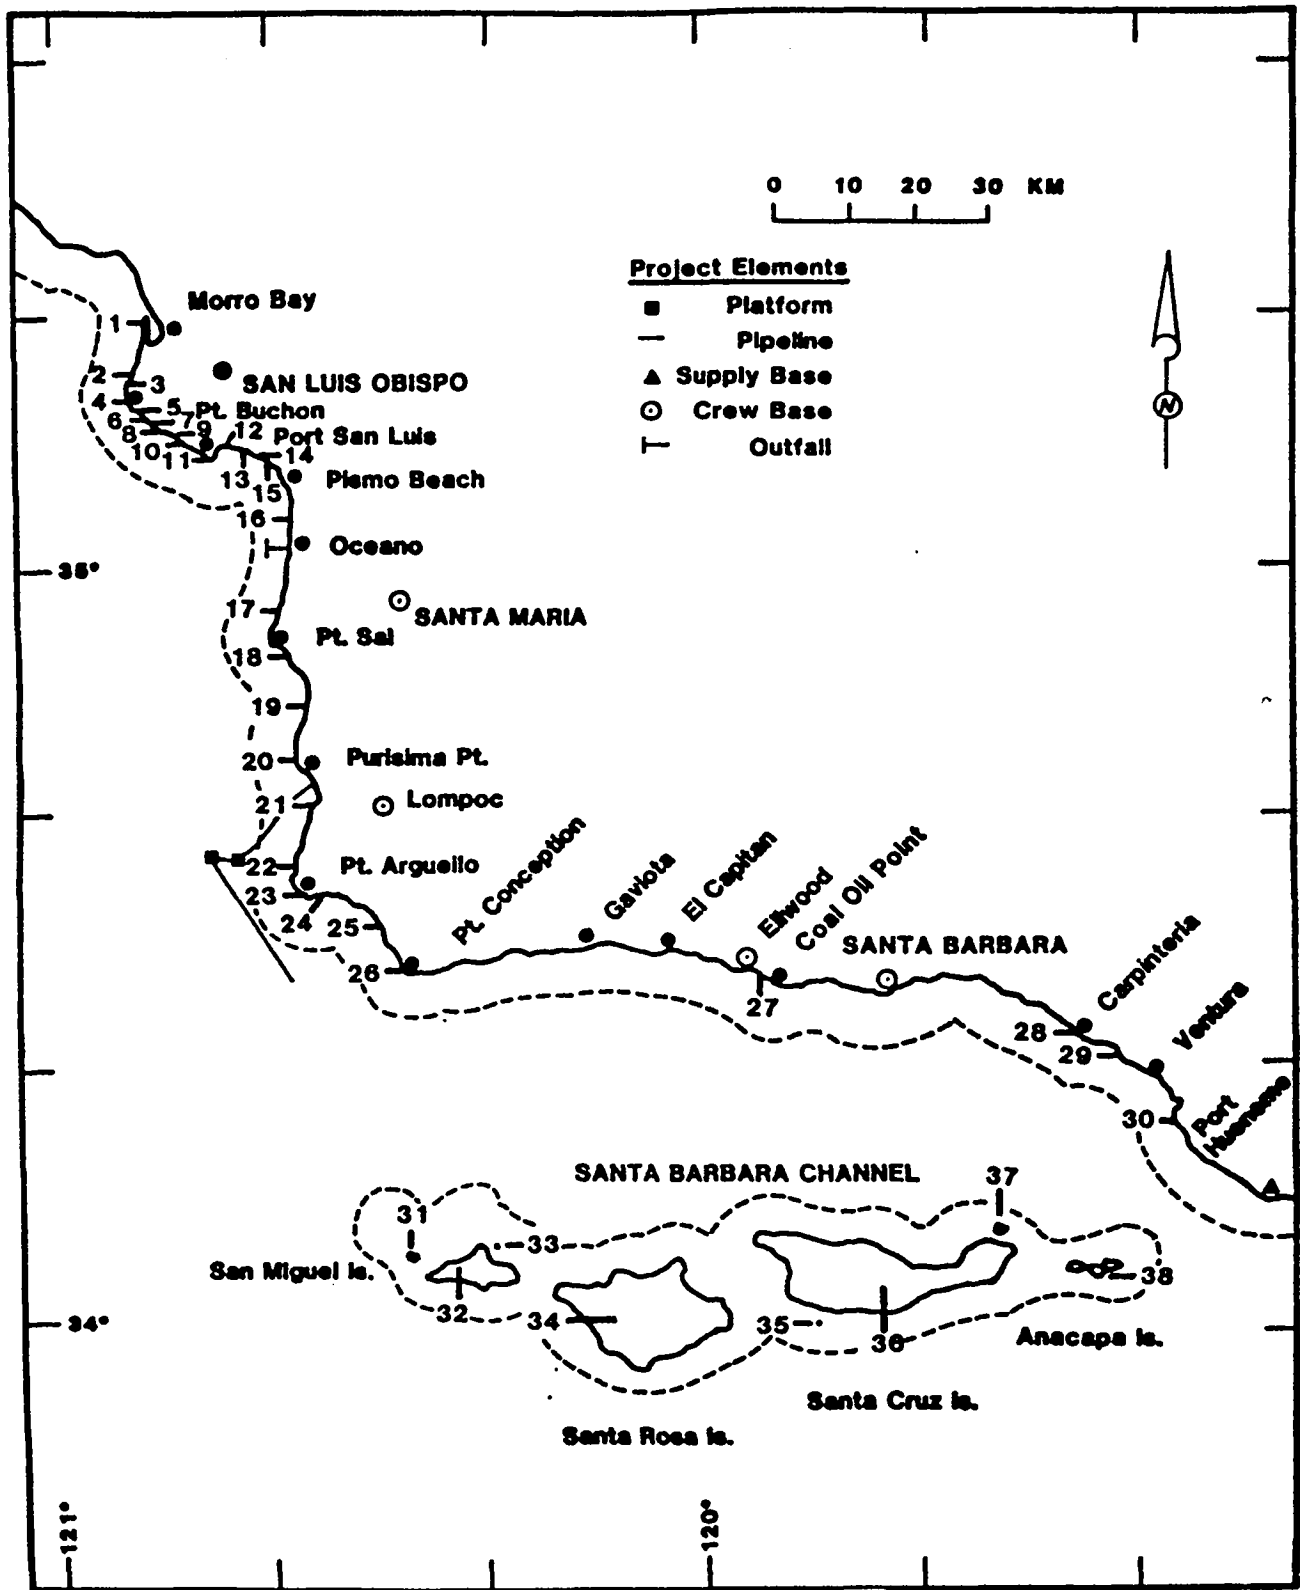 0 10 20 30 KM
Project Elements
Platform
Pipeline
Supply Base
Crew Base
Outfall
N
Morro Bay
1
SAN LUIS OBISPO
2
3
4
5
Pt. Buchon
6
7
8
9
10
11
12
Port San Luis
13
14
15
Pismo Beach
16
Oceano
35°
17
SANTA MARIA
Pt. Sal
18
19
20
Purisima Pt.
21
Lompoc
22
Pt. Arguello
23
24
25
26
Pt. Conception
Gaviota
El Capitan
Ellwood
Coal Oil Point
27
SANTA BARBARA
28
Carpinteria
29
Ventura
30
Port
Hueneme
SANTA BARBARA CHANNEL
37
31
33
San Miguel Is.
32
34
35
36
38
34°
Anacapa Is.
Santa Cruz Is.
Santa Rosa Is.
121°
120°